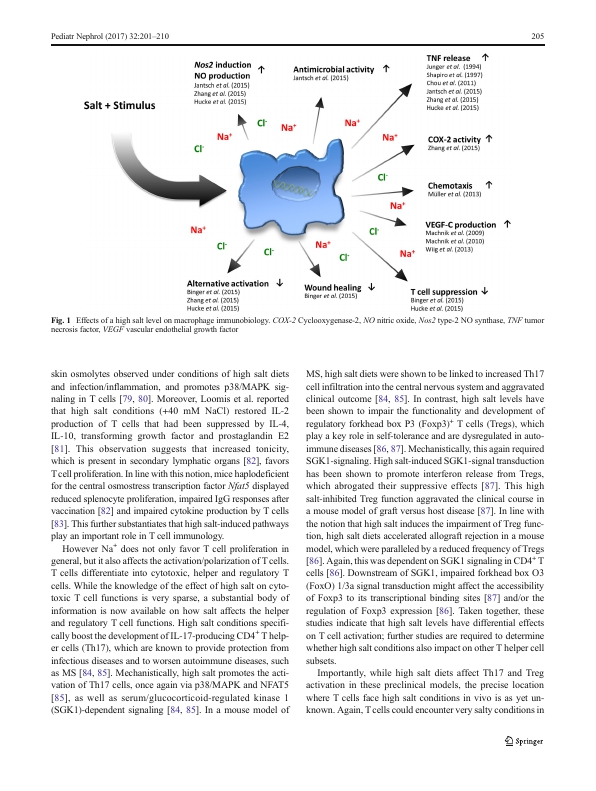 Pediatr Nephrol (2017) 32:201–210
205
Nos2 induction ↑
NO production
Jantsch et al. (2015)
Zhang et al. (2015)
Hucke et al. (2015)
Antimicrobial activity ↑
Jantsch et al. (2015)
TNF release ↑
Junger et al. (1994)
Shapiro et al. (1997)
Chou et al. (2011)
Jantsch et al. (2015)
Zhang et al. (2015)
Hucke et al. (2015)
Salt + Stimulus
Cl-
Na+
Na+
Cl-
Na+
Na+
COX-2 activity ↑
Zhang et al. (2015)
Cl-
Chemotaxis ↑
Müller et al. (2013)
Na+
VEGF-C production ↑
Machnik et al. (2009)
Machnik et al. (2010)
Wiig et al. (2013)
Na+
Cl-
Cl-
Na+
Cl-
Na+
Alternative activation ↓
Binger et al. (2015)
Zhang et al. (2015)
Hucke et al. (2015)
Wound healing ↓
Binger et al. (2015)
T cell suppression ↓
Binger et al. (2015)
Hucke et al. (2015)
Fig. 1 Effects of a high salt level on macrophage immunobiology. COX-2 Cyclooxygenase-2, NO nitric oxide, Nos2 type-2 NO synthase, TNF tumor
necrosis factor, VEGF vascular endothelial growth factor
skin osmolytes observed under conditions of high salt diets
and infection/inflammation, and promotes p38/MAPK sig-
naling in T cells [79, 80]. Moreover, Loomis et al. reported
that high salt conditions (+40 mM NaCl) restored IL-2
production of T cells that had been suppressed by IL-4,
IL-10, transforming growth factor and prostaglandin E2
[81]. This observation suggests that increased tonicity,
which is present in secondary lymphatic organs [82], favors
T cell proliferation. In line with this notion, mice haplodeficient
for the central osmostress transcription factor Nfat5 displayed
reduced splenocyte proliferation, impaired IgG responses after
vaccination [82] and impaired cytokine production by T cells
[83]. This further substantiates that high salt-induced pathways
play an important role in T cell immunology.
However Na+ does not only favor T cell proliferation in
general, but it also affects the activation/polarization of T cells.
T cells differentiate into cytotoxic, helper and regulatory T
cells. While the knowledge of the effect of high salt on cyto-
toxic T cell functions is very sparse, a substantial body of
information is now available on how salt affects the helper
and regulatory T cell functions. High salt conditions specifi-
cally boost the development of IL-17-producing CD4+ T help-
er cells (Th17), which are known to provide protection from
infectious diseases and to worsen autoimmune diseases, such
as MS [84, 85]. Mechanistically, high salt promotes the acti-
vation of Th17 cells, once again via p38/MAPK and NFAT5
[85], as well as serum/glucocorticoid-regulated kinase 1
(SGK1)-dependent signaling [84, 85]. In a mouse model of
MS, high salt diets were shown to be linked to increased Th17
cell infiltration into the central nervous system and aggravated
clinical outcome [84, 85]. In contrast, high salt levels have
been shown to impair the functionality and development of
regulatory forkhead box P3 (Foxp3)+ T cells (Tregs), which
play a key role in self-tolerance and are dysregulated in auto-
immune diseases [86, 87]. Mechanistically, this again required
SGK1-signaling. High salt-induced SGK1-signal transduction
has been shown to promote interferon release from Tregs,
which abrogated their suppressive effects [87]. This high
salt-inhibited Treg function aggravated the clinical course in
a mouse model of graft versus host disease [87]. In line with
the notion that high salt induces the impairment of Treg func-
tion, high salt diets accelerated allograft rejection in a mouse
model, which were paralleled by a reduced frequency of Tregs
[86]. Again, this was dependent on SGK1 signaling in CD4+ T
cells [86]. Downstream of SGK1, impaired forkhead box O3
(FoxO) 1/3a signal transduction might affect the accessibility
of Foxp3 to its transcriptional binding sites [87] and/or the
regulation of Foxp3 expression [86]. Taken together, these
studies indicate that high salt levels have differential effects
on T cell activation; further studies are required to determine
whether high salt conditions also impact on other T helper cell
subsets.
Importantly, while high salt diets affect Th17 and Treg
activation in these preclinical models, the precise location
where T cells face high salt conditions in vivo is as yet un-
known. Again, T cells could encounter very salty conditions in
Springer